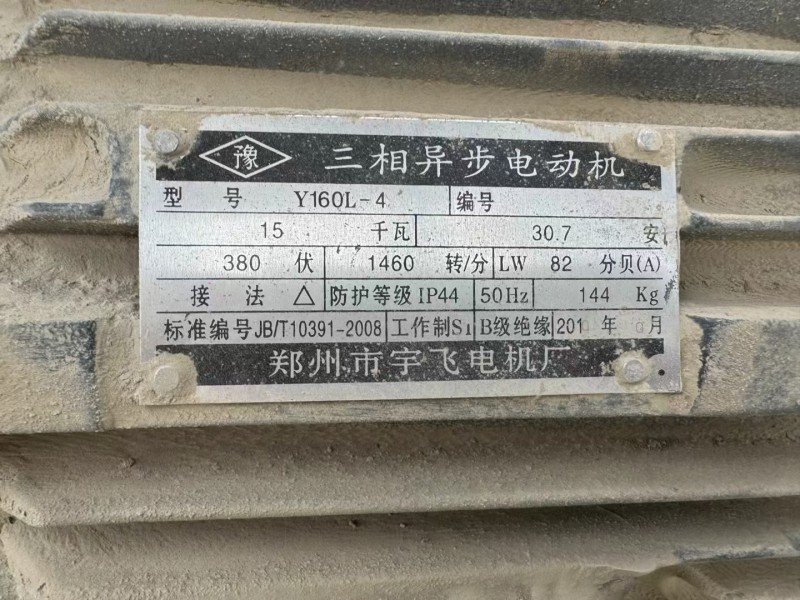 豫 三相异步电动机
型 号 Y160L-4 编号
15 千瓦 30.7 安
380 伏 1460 转/分 LW 82 分贝(A)
接 法 △ 防护等级 IP44 50Hz 144 Kg
标准编号 JB/T10391-2008 工作制S1 B级绝缘 201 年 月
郑州市宇飞电机厂